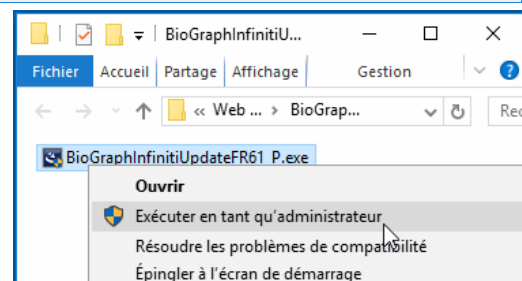 BioGraphInfinitiU...
Fichier Accueil Partage Affichage Gestion
« Web ... > BioGrap...
BioGraphInfinitiUpdateFR61_P.exe
Ouvrir
Exécuter en tant qu'administrateur
Résoudre les problèmes de compatibilité
Épingler à l'écran de démarrage